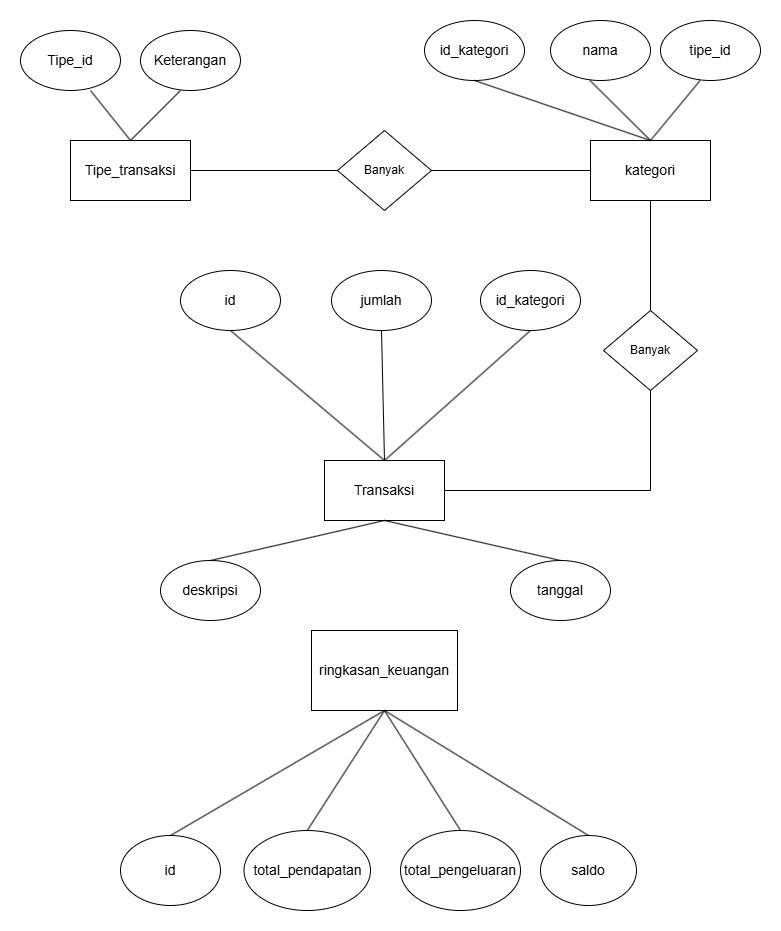 Tipe_id
Keterangan
id_kategori
nama
tipe_id
Tipe_transaksi
Banyak
kategori
id
jumlah
id_kategori
Banyak
Transaksi
deskripsi
tanggal
ringkasan_keuangan
id
total_pendapatan
total_pengeluaran
saldo